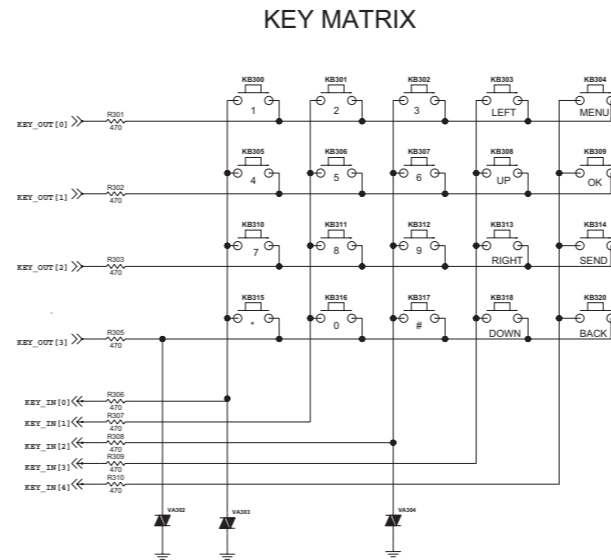 KEY MATRIX
KB300 KB301 KB302 KB303 KB304
1 2 3 LEFT MENU
KEY_OUT[0] R301
470
KB305 KB306 KB307 KB308 KB309
4 5 6 UP OK
KEY_OUT[1] R302
470
KB310 KB311 KB312 KB313 KB314
7 8 9 RIGHT SEND
KEY_OUT[2] R303
470
KB315 KB316 KB317 KB318 KB320
* 0 # DOWN BACK
KEY_OUT[3] R305
470
R306
KEY_IN[0] 470
R307
KEY_IN[1] 470
R308
KEY_IN[2] 470
R309
KEY_IN[3] 470
R310
KEY_IN[4] 470
VA302 VA303 VA304